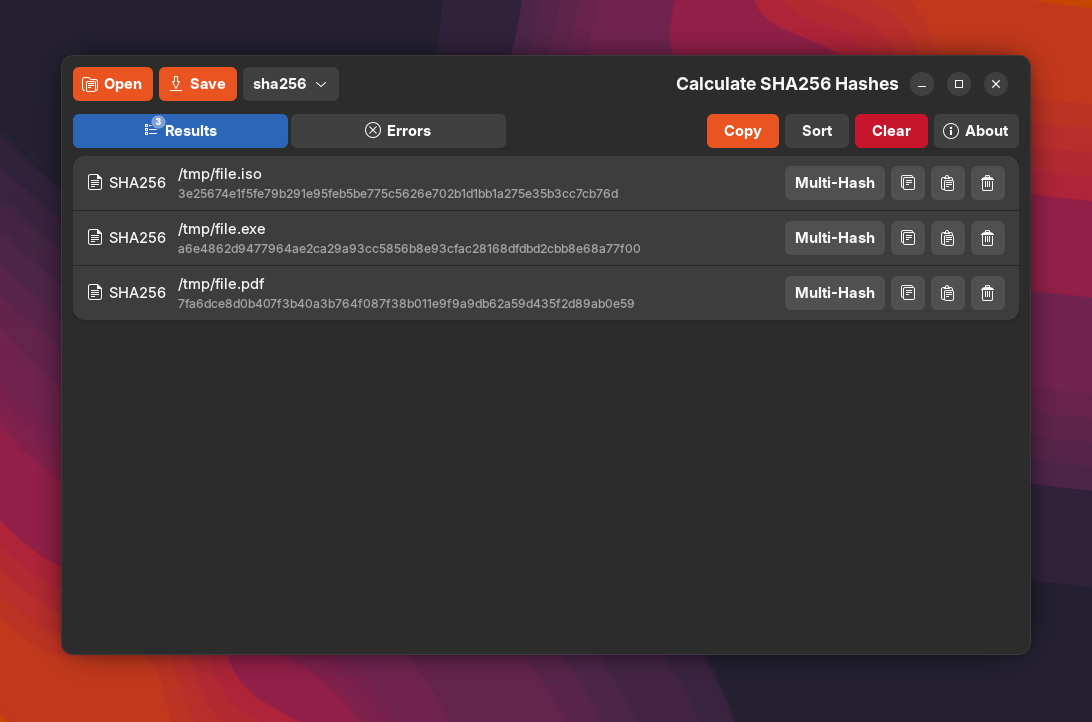 Open Save sha256 Calculate SHA256 Hashes
3 Results Errors Copy Sort Clear About
SHA256 /tmp/file.iso Multi-Hash
3e25674e1f5fe79b291e95feb5be775c5626e702b1d1bb1a275e35b3cc7cb76d
SHA256 /tmp/file.exe Multi-Hash
a6e4862d9477964ae2ca29a93cc5856b8e93cfac28168dfdbd2cbb8e68a77f00
SHA256 /tmp/file.pdf Multi-Hash
7fa6dce8d0b407f3b40a3b764f087f38b011e9f9a9db62a59d435f2d89ab0e59